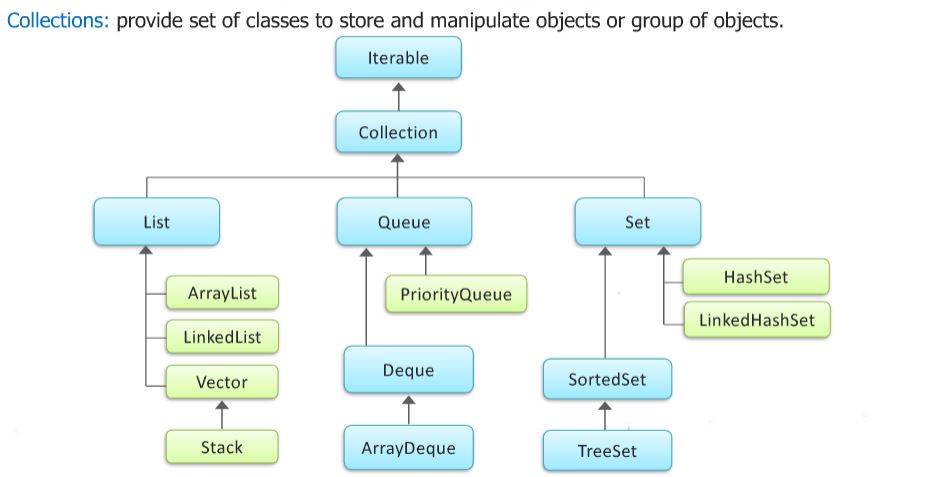 Collections: provide set of classes to store and manipulate objects or group of objects.
Iterable
Collection
List
Queue
Set
ArrayList
LinkedList
Vector
Stack
PriorityQueue
Deque
ArrayDeque
HashSet
LinkedHashSet
SortedSet
TreeSet